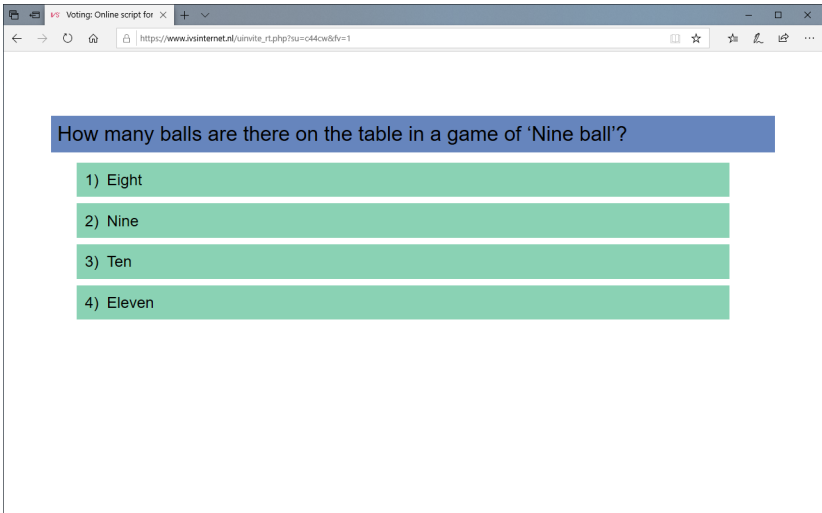 VS Voting: Online script for
https://www.ivsinternet.nl/uinvite_rt.php?su=c44cw&fv=1
How many balls are there on the table in a game of ‘Nine ball’?
1) Eight
2) Nine
3) Ten
4) Eleven